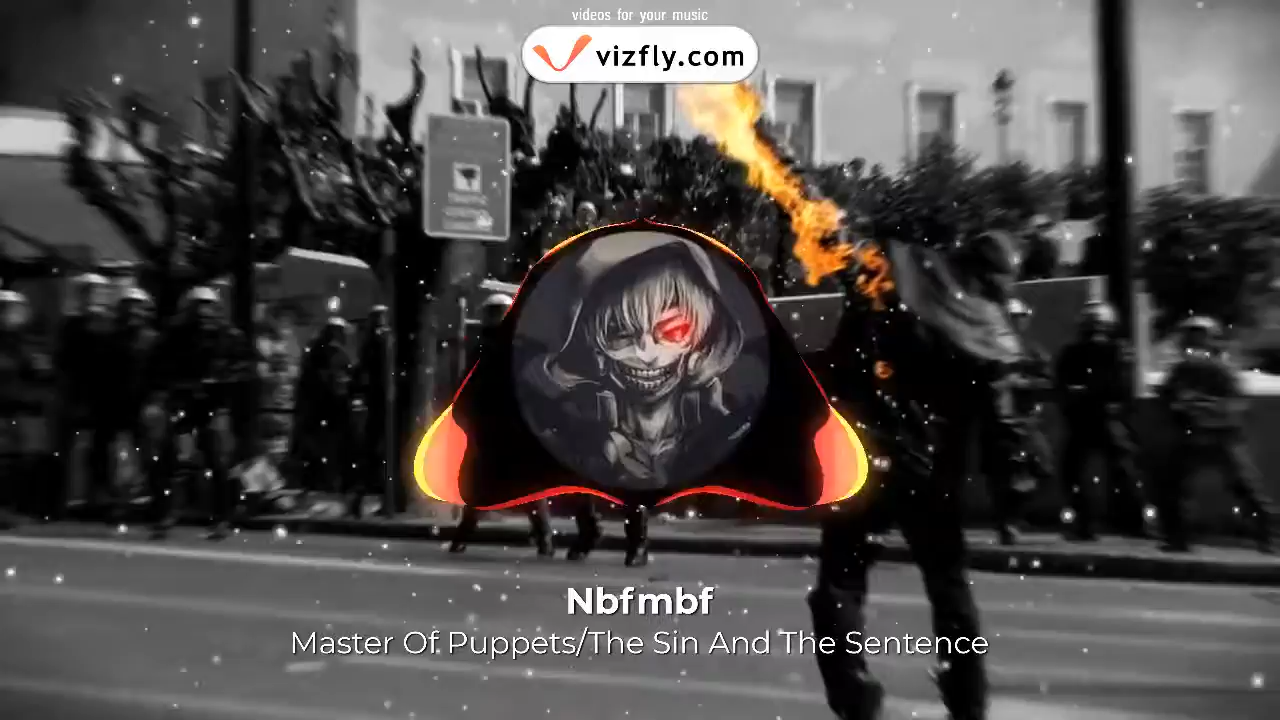 videos for your music
vizfly.com
Nbfmbf
Master Of Puppets/The Sin And The Sentence